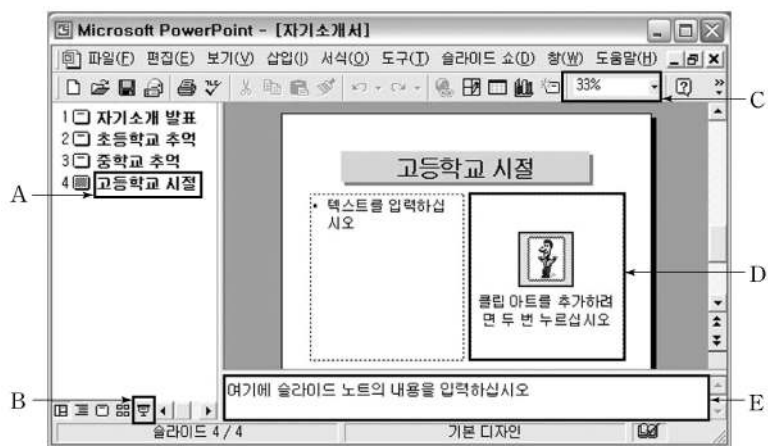 Microsoft PowerPoint - [자기소개서]
파일(F) 편집(E) 보기(V) 삽입(I) 서식(O) 도구(T) 슬라이드 쇼(D) 창(W) 도움말(H)
33%
C
1 자기소개 발표
2 초등학교 추억
3 중학교 추억
4 고등학교 시절
A
고등학교 시절
• 텍스트를 입력하십
시오
클립 아트를 추가하려
면 두 번 누르십시오
D
B
여기에 슬라이드 노트의 내용을 입력하십시오
E
슬라이드 4 / 4 기본 디자인